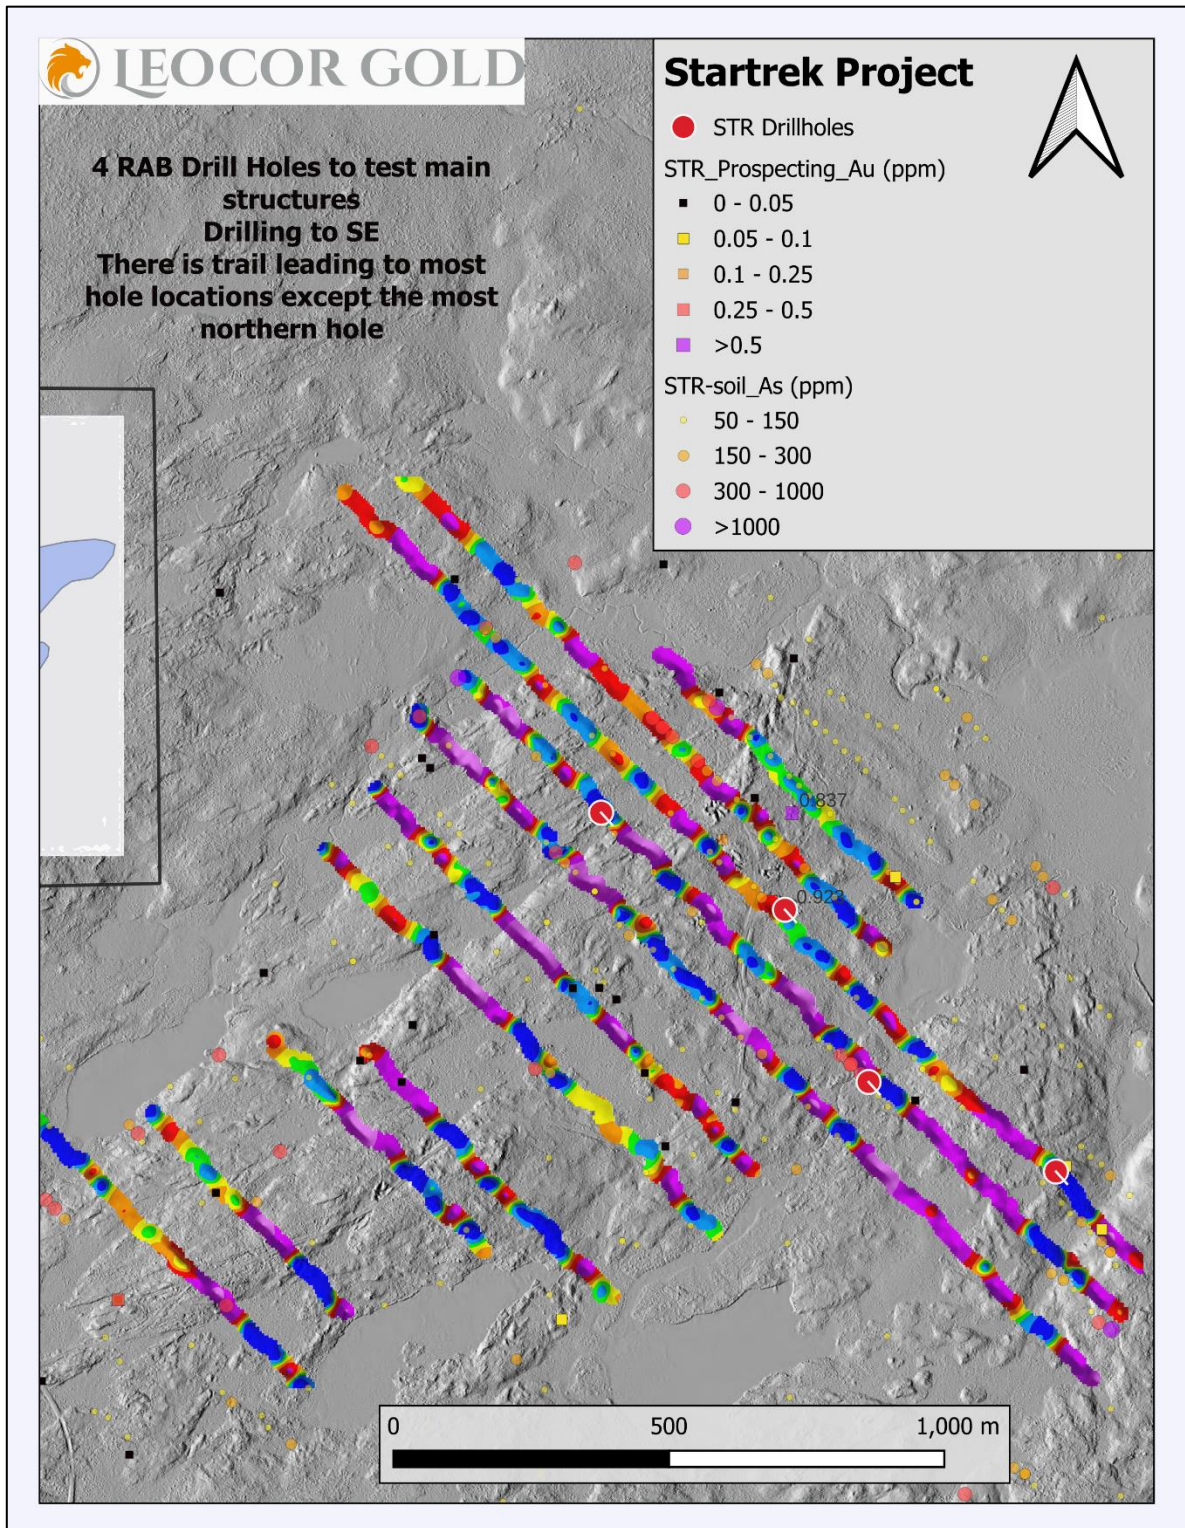 LEOCOR GOLD
4 RAB Drill Holes to test main
structures
Drilling to SE
There is trail leading to most
hole locations except the most
northern hole
Startrek Project
STR Drillholes
STR_Prospecting_Au (ppm)
0 - 0.05
0.05 - 0.1
0.1 - 0.25
0.25 - 0.5
>0.5
STR-soil_As (ppm)
50 - 150
150 - 300
300 - 1000
>1000
0.837
0.923
0 500 1,000 m